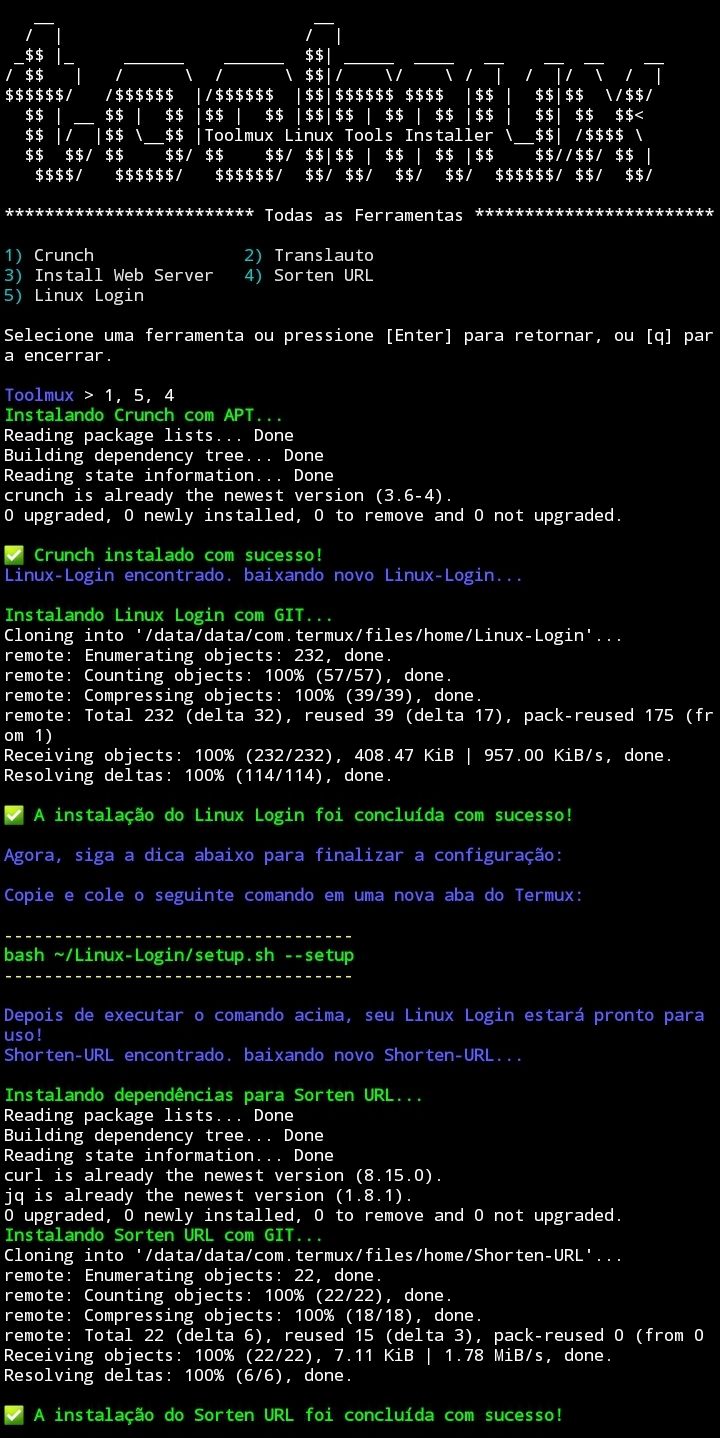 __                          __
  /  |                        /  |
 _$$ |_      ______    ______  $$| _____  ____   __    __  __    __
/ $$   |   /      \  /      \ $$|/    \/    \ /  |  /  |/  \  /  |
$$$$$$/   /$$$$$$  |/$$$$$$  |$$|$$$$$$ $$$$  |$$ |  $$|$$  \/$$/
  $$ | __ $$ |  $$ |$$ |  $$ |$$|$$ | $$ | $$ |$$ |  $$| $$  $$<
  $$ |/  |$$ \__$$ |Toolmux Linux Tools Installer \__$$| /$$$$ \
  $$  $$/ $$    $$/ $$    $$/ $$|$$ | $$ | $$ |$$    $$//$$/ $$ |
   $$$$/   $$$$$$/   $$$$$$/  $$/ $$/  $$/  $$/  $$$$$$/ $$/  $$/
************************* Todas as Ferramentas ************************
1) Crunch               2) Translauto
3) Install Web Server   4) Sorten URL
5) Linux Login
Selecione uma ferramenta ou pressione [Enter] para retornar, ou [q] par
a encerrar.
Toolmux > 1, 5, 4
Instalando Crunch com APT...
Reading package lists... Done
Building dependency tree... Done
Reading state information... Done
crunch is already the newest version (3.6-4).
0 upgraded, 0 newly installed, 0 to remove and 0 not upgraded.
✅ Crunch instalado com sucesso!
Linux-Login encontrado. baixando novo Linux-Login...
Instalando Linux Login com GIT...
Cloning into '/data/data/com.termux/files/home/Linux-Login'...
remote: Enumerating objects: 232, done.
remote: Counting objects: 100% (57/57), done.
remote: Compressing objects: 100% (39/39), done.
remote: Total 232 (delta 32), reused 39 (delta 17), pack-reused 175 (fr
om 1)
Receiving objects: 100% (232/232), 408.47 KiB | 957.00 KiB/s, done.
Resolving deltas: 100% (114/114), done.
✅ A instalação do Linux Login foi concluída com sucesso!
Agora, siga a dica abaixo para finalizar a configuração:
Copie e cole o seguinte comando em uma nova aba do Termux:
-----------------------------------
bash ~/Linux-Login/setup.sh --setup
-----------------------------------
Depois de executar o comando acima, seu Linux Login estará pronto para
uso!
Shorten-URL encontrado. baixando novo Shorten-URL...
Instalando dependências para Sorten URL...
Reading package lists... Done
Building dependency tree... Done
Reading state information... Done
curl is already the newest version (8.15.0).
jq is already the newest version (1.8.1).
0 upgraded, 0 newly installed, 0 to remove and 0 not upgraded.
Instalando Sorten URL com GIT...
Cloning into '/data/data/com.termux/files/home/Shorten-URL'...
remote: Enumerating objects: 22, done.
remote: Counting objects: 100% (22/22), done.
remote: Compressing objects: 100% (18/18), done.
remote: Total 22 (delta 6), reused 15 (delta 3), pack-reused 0 (from 0
Receiving objects: 100% (22/22), 7.11 KiB | 1.78 MiB/s, done.
Resolving deltas: 100% (6/6), done.
✅ A instalação do Sorten URL foi concluída com sucesso!